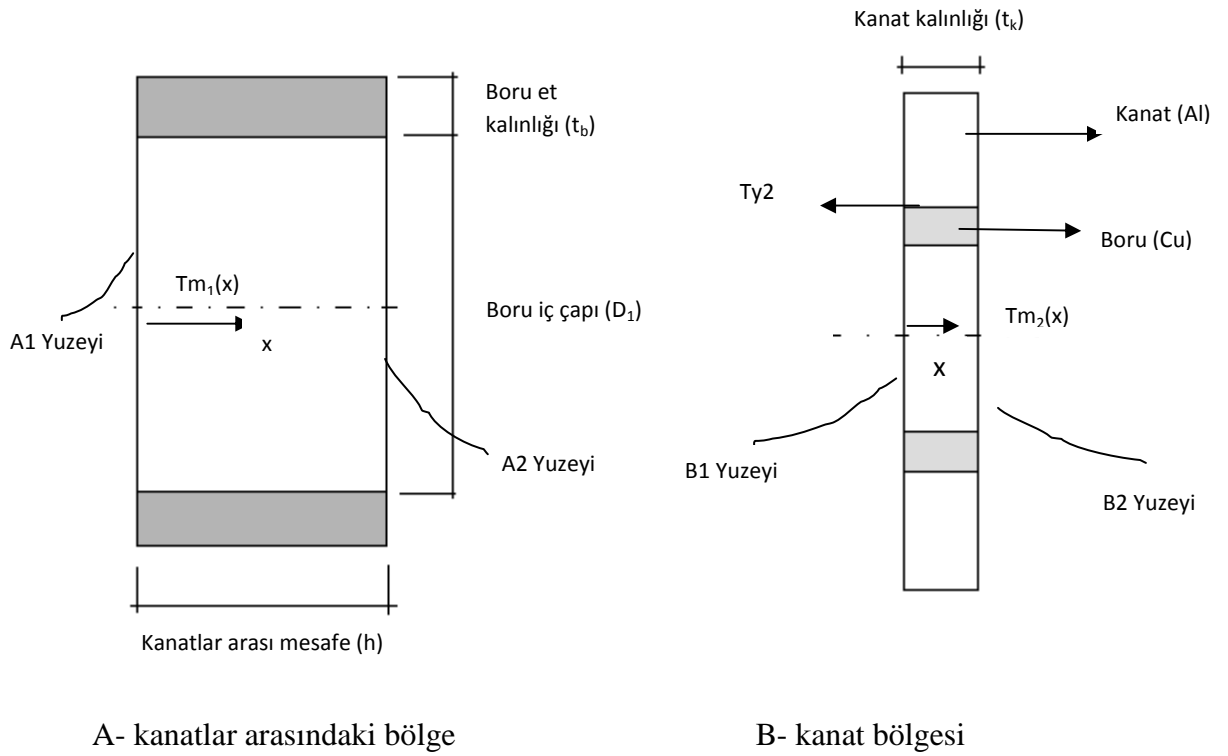 Kanat kalınlığı (tₖ)
Boru et
kalınlığı (t_b)
Kanat (Al)
Ty2
Boru (Cu)
Tm₁(x)
Boru iç çapı (D₁)
Tm₂(x)
A1 Yuzeyi
x
x
A2 Yuzeyi
B1 Yuzeyi
B2 Yuzeyi
Kanatlar arası mesafe (h)
A- kanatlar arasındaki bölge
B- kanat bölgesi